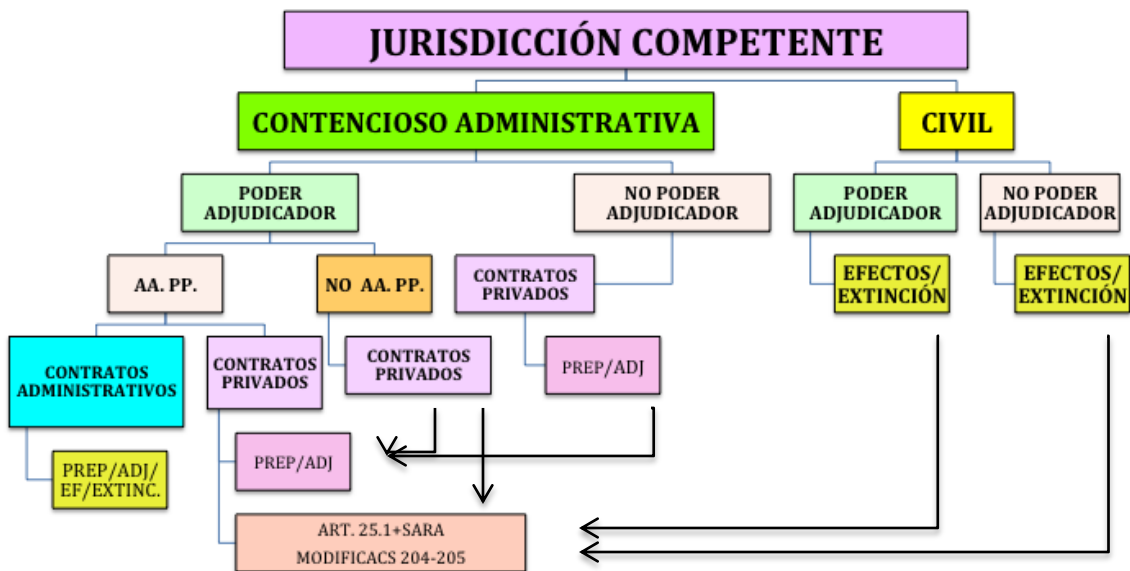 JURISDICCIÓN COMPETENTE
CONTENCIOSO ADMINISTRATIVA
CIVIL
PODER
ADJUDICADOR
NO PODER
ADJUDICADOR
PODER
ADJUDICADOR
NO PODER
ADJUDICADOR
AA. PP.
NO AA. PP.
CONTRATOS
PRIVADOS
EFECTOS/
EXTINCIÓN
EFECTOS/
EXTINCIÓN
CONTRATOS
ADMINISTRATIVOS
CONTRATOS
PRIVADOS
CONTRATOS
PRIVADOS
PREP/ADJ
PREP/ADJ/
EF/EXTINC.
PREP/ADJ
ART. 25.1+SARA
MODIFICACS 204-205